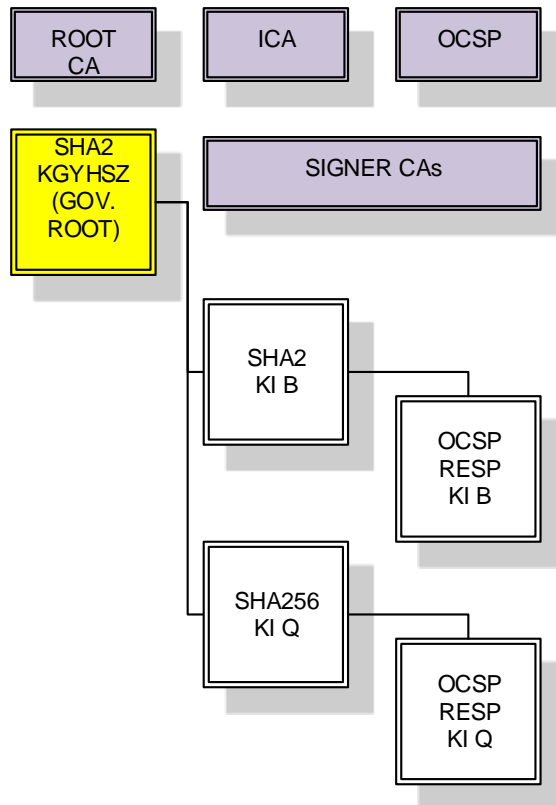 ROOT
CA
ICA
OCSP
SHA2
KGYHSZ
(GOV.
ROOT)
SIGNER CAs
SHA2
KI B
OCSP
RESP
KI B
SHA256
KI Q
OCSP
RESP
KI Q